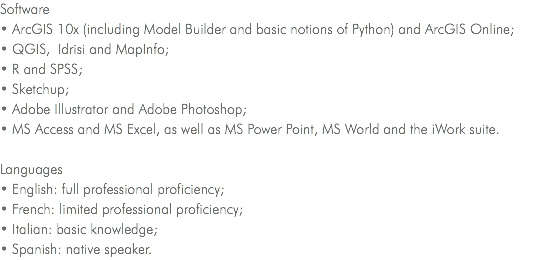 Software
• ArcGIS 10x (including Model Builder and basic notions of Python) and ArcGIS Online;
• QGIS,  Idrisi and MapInfo;
• R and SPSS;
• Sketchup;
• Adobe Illustrator and Adobe Photoshop;
• MS Access and MS Excel, as well as MS Power Point, MS World and the iWork suite.
Languages
• English: full professional proficiency;
• French: limited professional proficiency;
• Italian: basic knowledge;
• Spanish: native speaker.